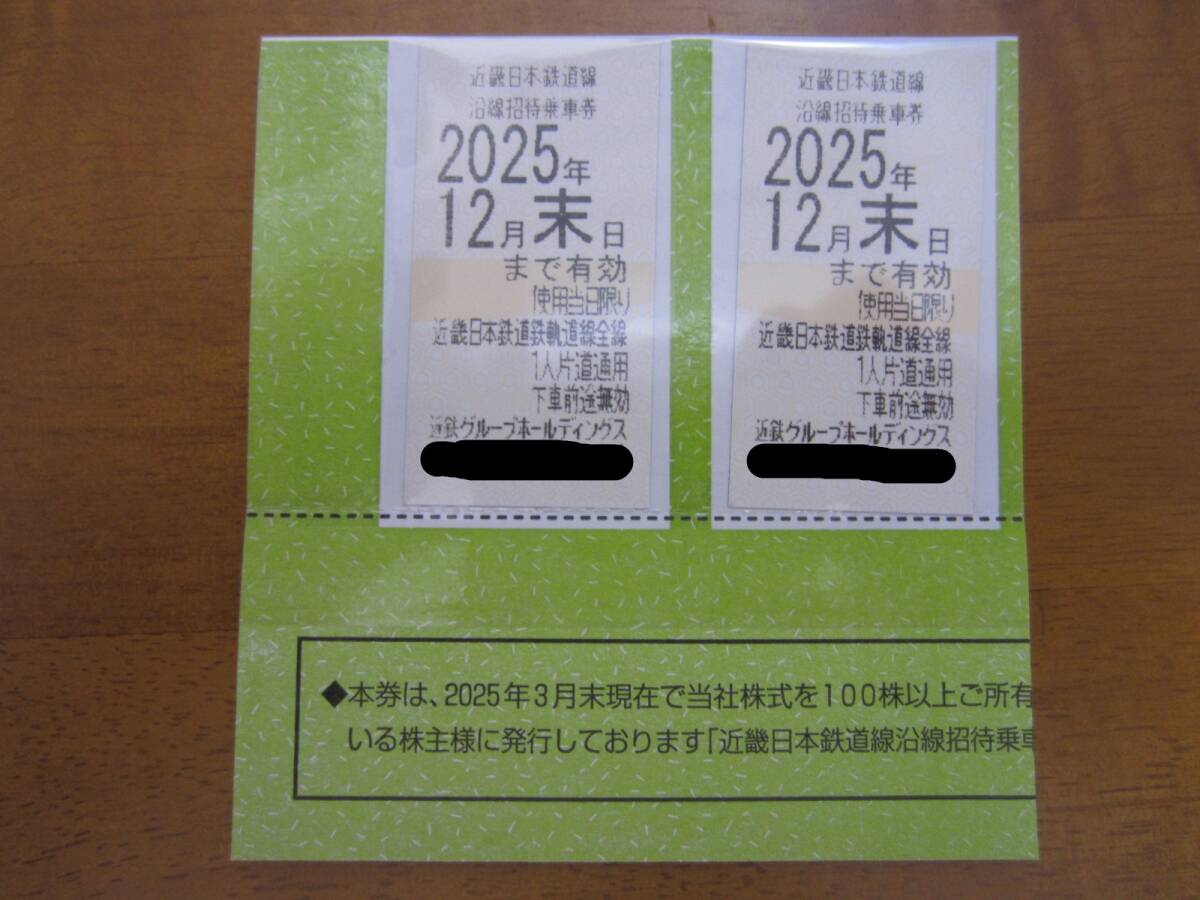 近畿日本鉄道線
沿線招待乗車券
2025年
12月末日
まで有効
使用当日限り
近畿日本鉄道鉄軌道線全線
1人片道通用
下車前途無効
近鉄グループホールディングス
近畿日本鉄道線
沿線招待乗車券
2025年
12月末日
まで有効
使用当日限り
近畿日本鉄道鉄軌道線全線
1人片道通用
下車前途無効
近鉄グループホールディングス
◆本券は、2025年3月末現在で当社株式を100株以上ご所有
いる株主様に発行しております「近畿日本鉄道線沿線招待乗車